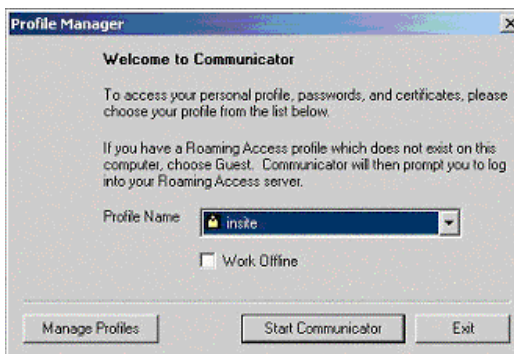 Profile Manager
Welcome to Communicator
To access your personal profile, passwords, and certificates, please
choose your profile from the list below.
If you have a Roaming Access profile which does not exist on this
computer, choose Guest. Communicator will then prompt you to log
into your Roaming Access server.
Profile Name
insite
Work Offline
Manage Profiles
Start Communicator
Exit